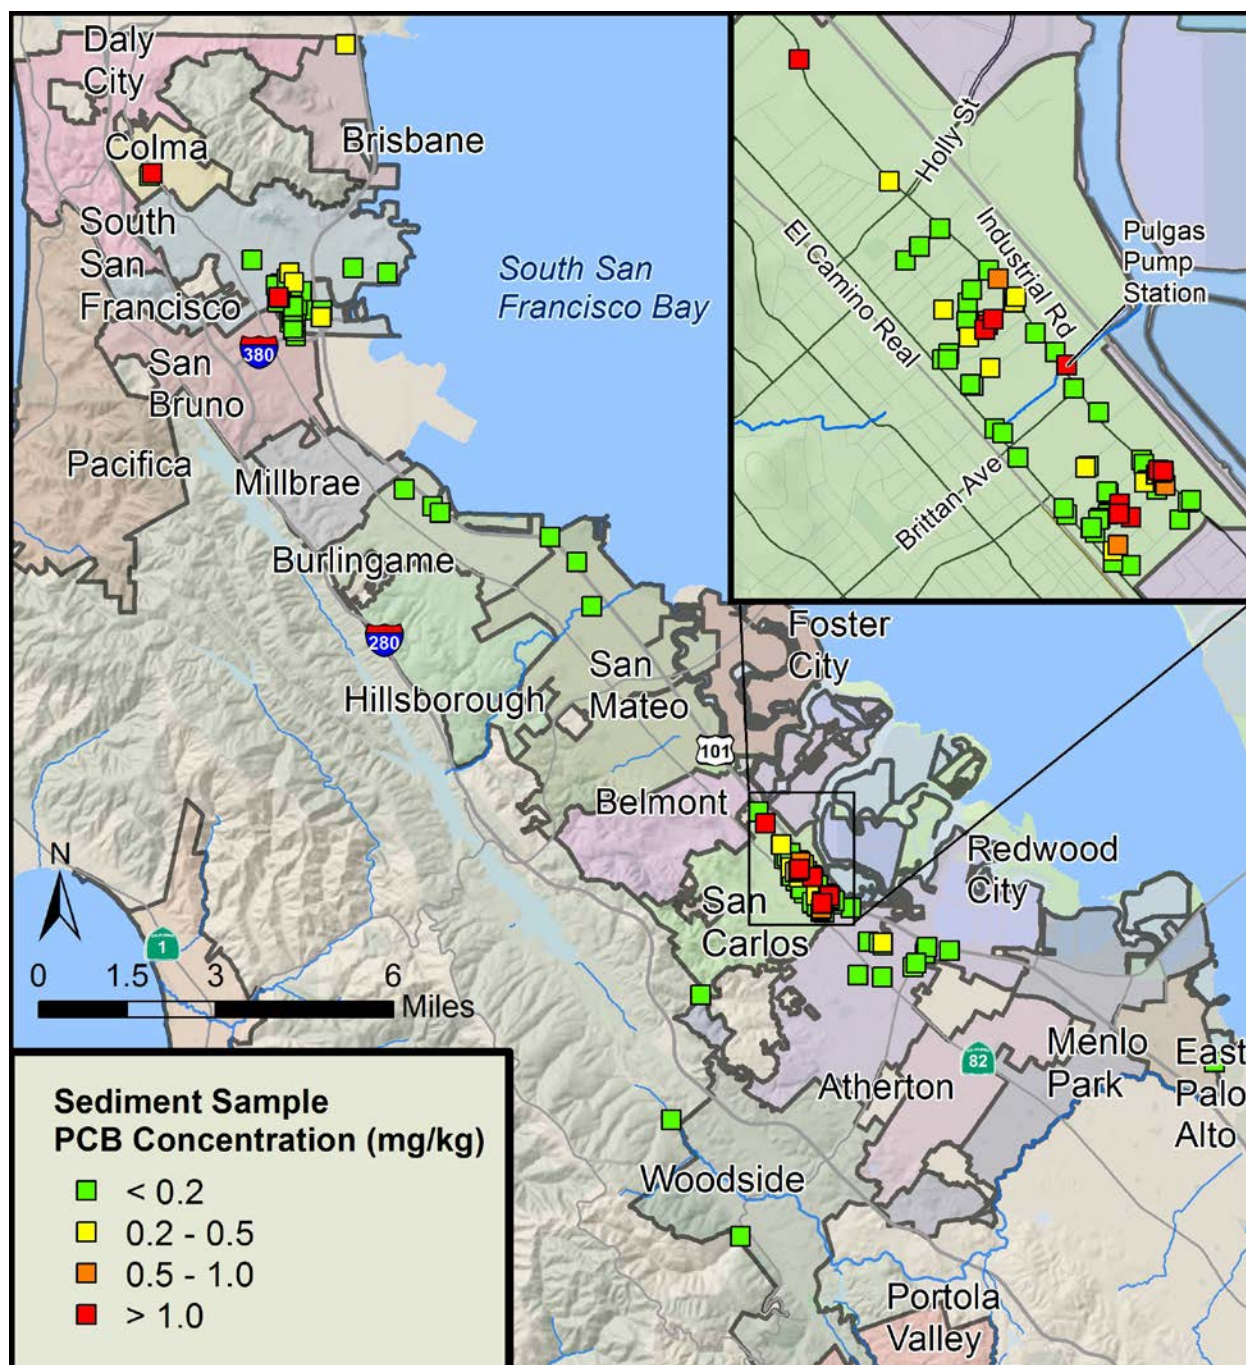 Daly
City
Colma
Brisbane
South
San
Francisco
South San
Francisco Bay
380
San
Bruno
Pacifica
Millbrae
Burlingame
280
Hillsborough
San
Mateo
Foster
City
101
Belmont
Redwood
City
San
Carlos
Atherton
82
Menlo
Park
East
Palo
Alto
Woodside
Portola
Valley
Holly St
Industrial Rd
El Camino Real
Pulgas
Pump
Station
Brittan Ave
N
1
0 1.5 3 6
Miles
Sediment Sample
PCB Concentration (mg/kg)
< 0.2
0.2 - 0.5
0.5 - 1.0
> 1.0